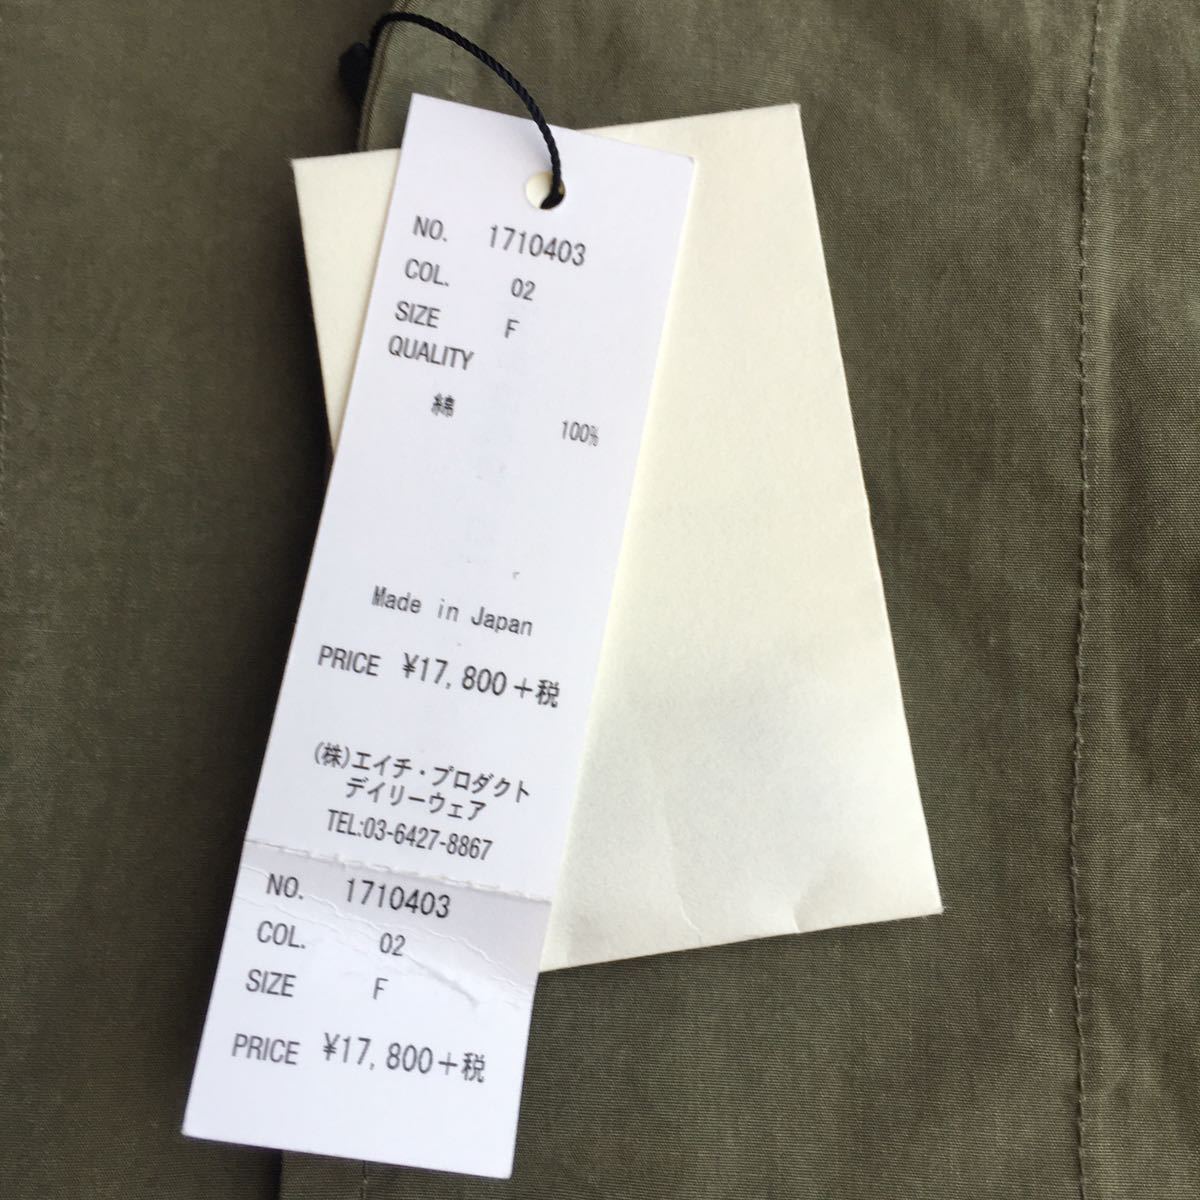 NO. 1710403
COL. 02
SIZE F
QUALITY
綿
100%
Made in Japan
PRICE ¥17,800+税
(株)エイチ・プロダクト
デイリーウェア
TEL:03-6427-8867
NO. 1710403
COL. 02
SIZE F
PRICE ¥17,800+税